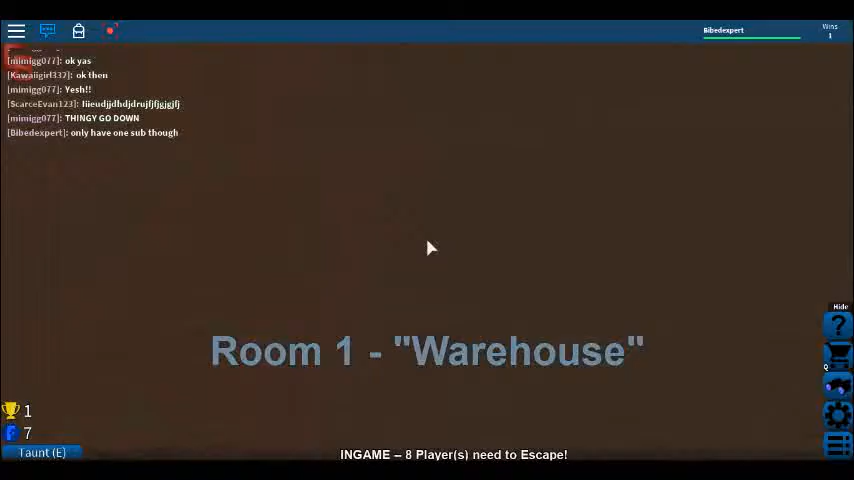 Bibedexpert
Wins
1
[mimigg077]: ok yas
[Kawaiigirl332]: ok then
[mimigg077]: Yesh!!
[$carceEvan123]: Iiieudjjdhdjdrujfjfjgjgjfj
[mimigg077]: THINGY GO DOWN
[Bibedexpert]: only have one sub though
Hide
?
Q
Room 1 - "Warehouse"
1
7
Taunt (E)
INGAME – 8 Player(s) need to Escape!